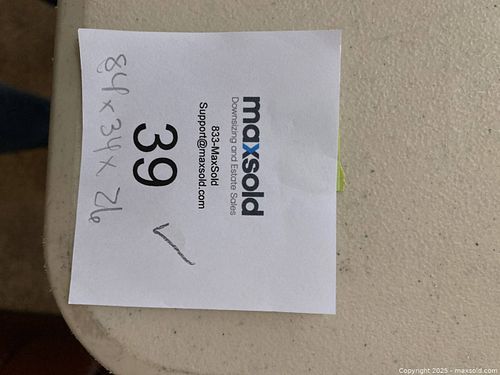 maxsold
Downsizing and Estate Sales
833-MaxSold
Support@maxsold.com
39
84 x 34 x 26
Copyright 2025 - maxsold.com